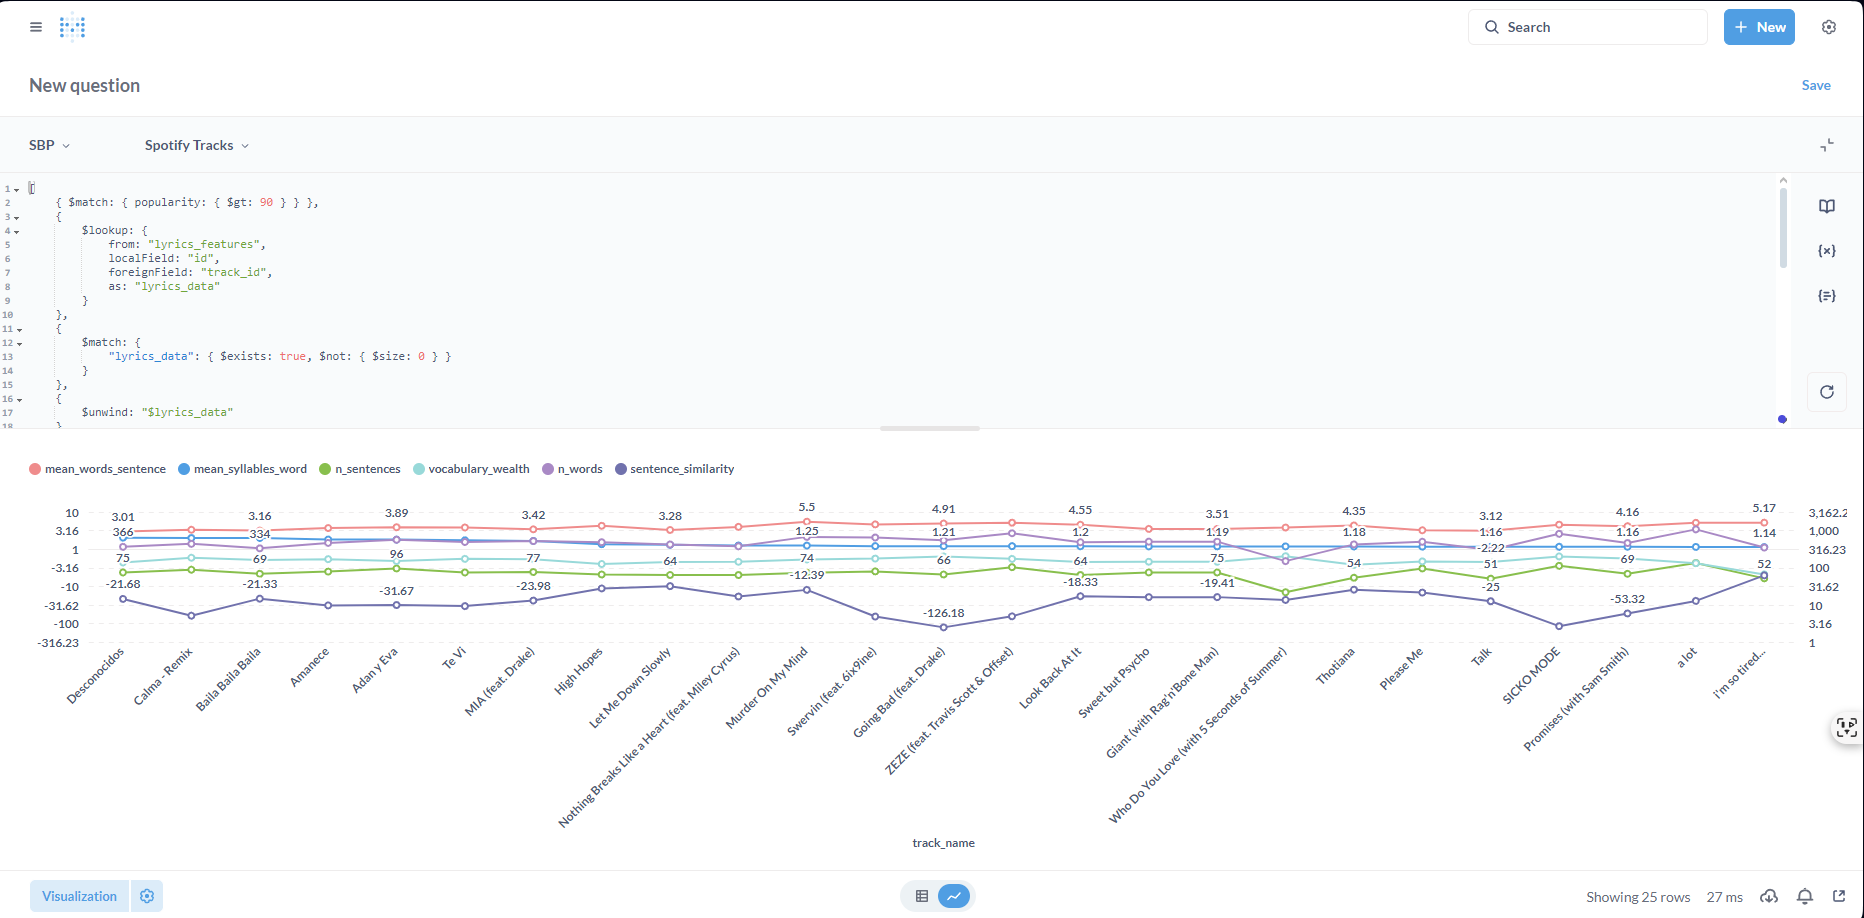 Search
+ New
New question
Save
SBP
Spotify Tracks
1 [
2 { $match: { popularity: { $gt: 90 } } },
3 {
4 $lookup: {
5 from: "lyrics_features",
6 localField: "id",
7 foreignField: "track_id",
8 as: "lyrics_data"
9 }
10 },
11 {
12 $match: {
13 "lyrics_data": { $exists: true, $not: { $size: 0 } }
14 }
15 },
16 {
17 $unwind: "$lyrics_data"
18 }
mean_words_sentence mean_syllables_word n_sentences vocabulary_wealth n_words sentence_similarity
10
3.16
1
-3.16
-10
-31.62
-100
-316.23
3.01 3.16 3.89 3.42 3.28 5.5 4.91 4.55 3.51 4.35 3.12 4.16 5.17
366 334 1.25 1.21 1.2 1.19 1.18 1.16 1.16 1.14
-2.22
75 69 96 77 64 74 66 64 75 54 51 69 52
-21.68 -21.33 -31.67 -23.98 -12.39 -126.18 -18.33 -19.41 -25 -53.32
3,162.2
1,000
316.23
100
31.62
10
3.16
1
Desconocidos
Calma - Remix
Baila Baila Baila
Amanece
Adan y Eva
Te Vi
MIA (feat. Drake)
High Hopes
Let Me Down Slowly
Nothing Breaks Like a Heart (feat. Miley Cyrus)
Murder On My Mind
Swervin (feat. 6ix9ine)
Going Bad (feat. Drake)
ZEZE (feat. Travis Scott & Offset)
Look Back At It
Sweet but Psycho
Giant (with Rag'n'Bone Man)
Who Do You Love (with 5 Seconds of Summer)
Thotiana
Please Me
Talk
SICKO MODE
Promises (with Sam Smith)
a lot
i'm so tired...
track_name
Visualization
Showing 25 rows 27 ms